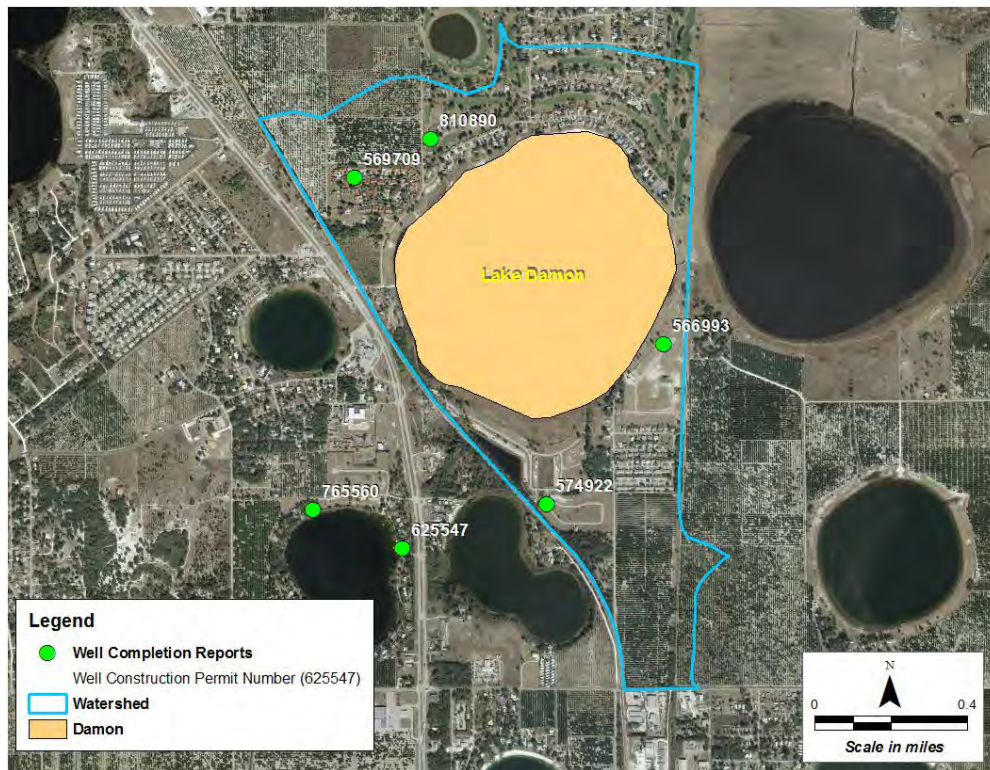 810890
569709
Lake Damon
566993
574922
765560
625547
Legend
Well Completion Reports
Well Construction Permit Number (625547)
Watershed
Damon
N
0 0.4
Scale in miles